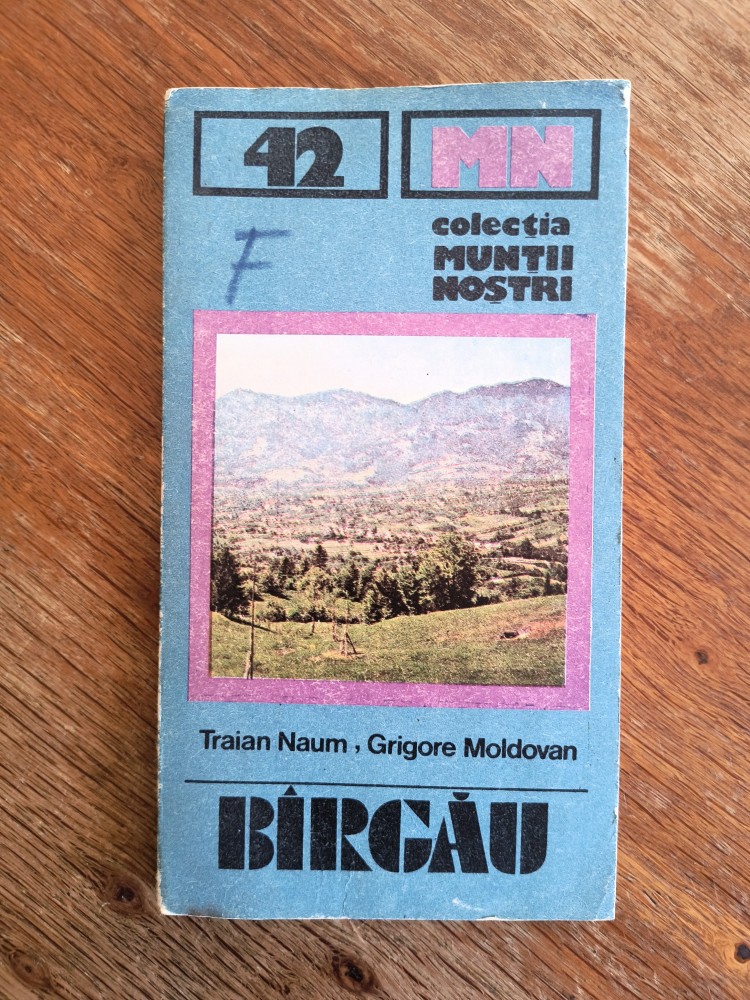 42
MN
colecția
MUNȚII
NOȘTRI
F
Traian Naum, Grigore Moldovan
BÎRGĂU